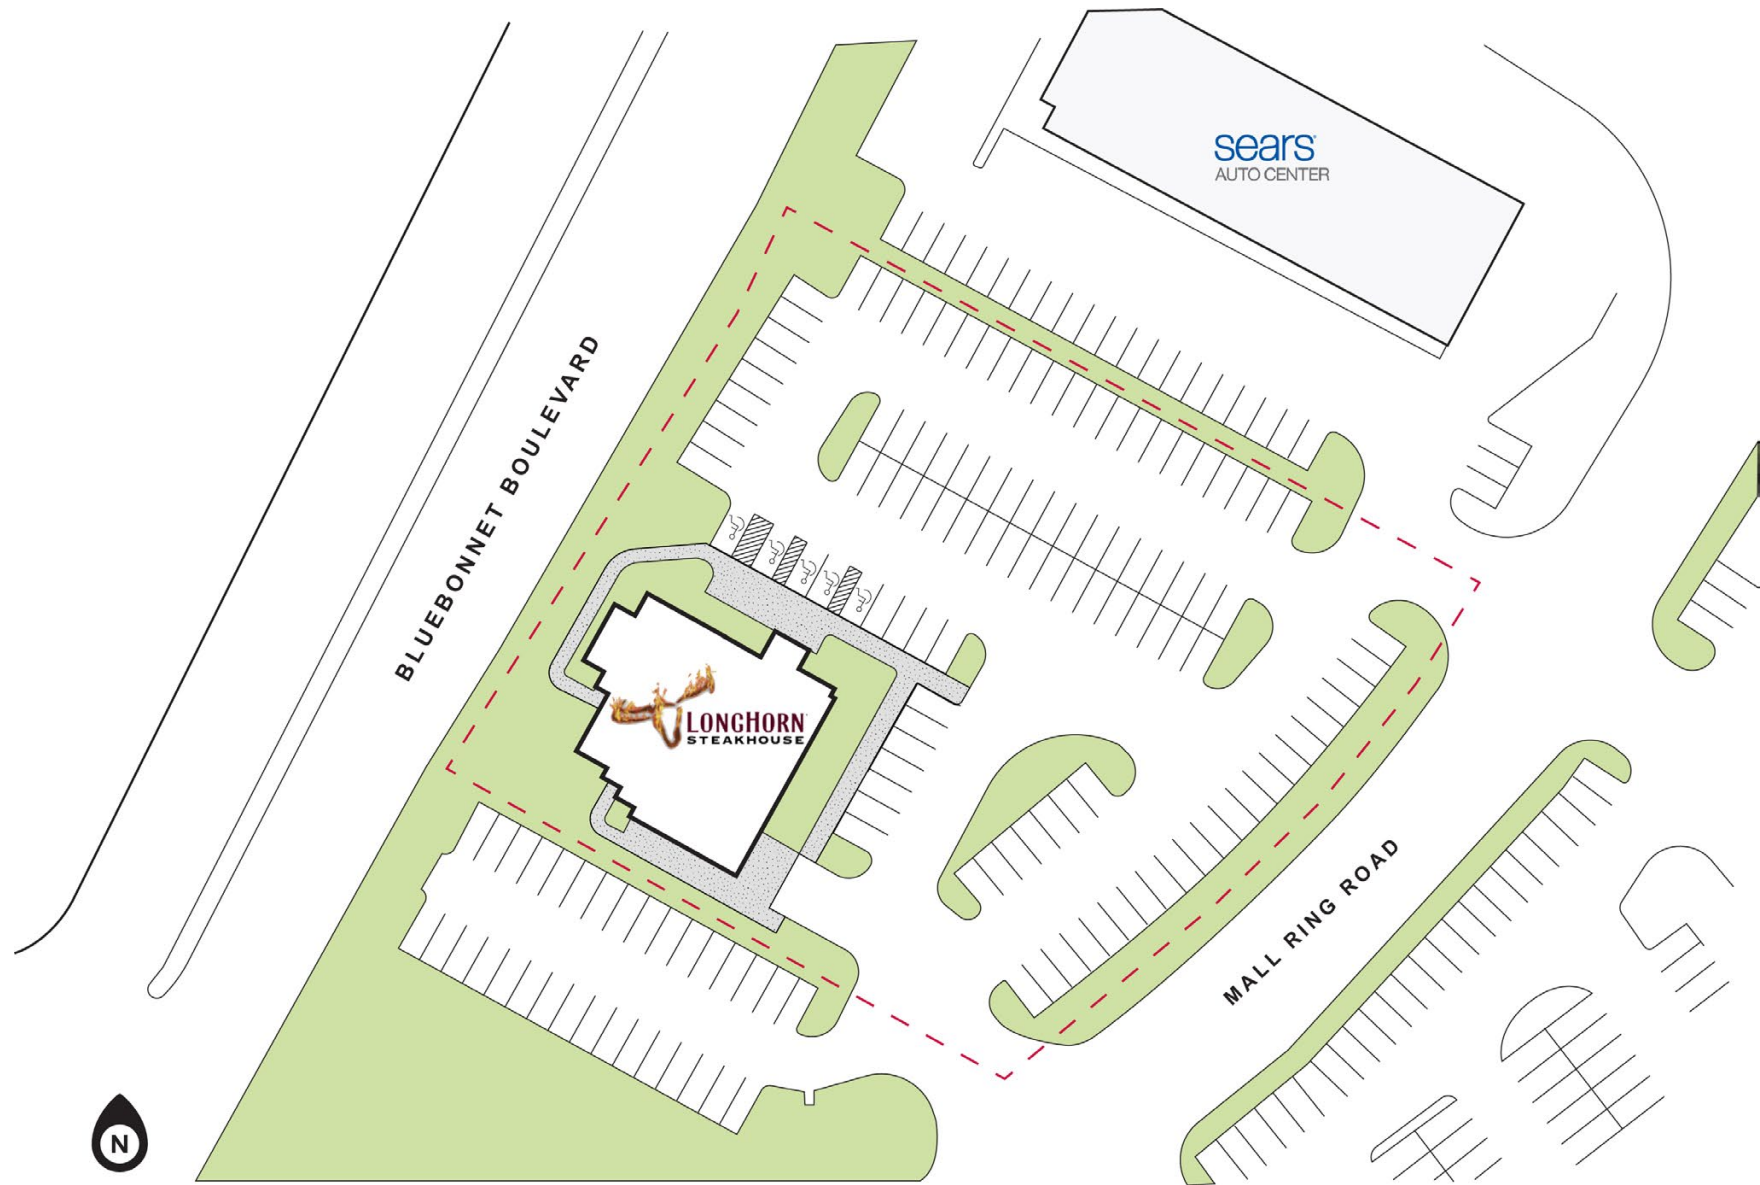 sears
AUTO CENTER
BLUEBONNET BOULEVARD
LONGHORN
STEAKHOUSE
MALL RING ROAD
N